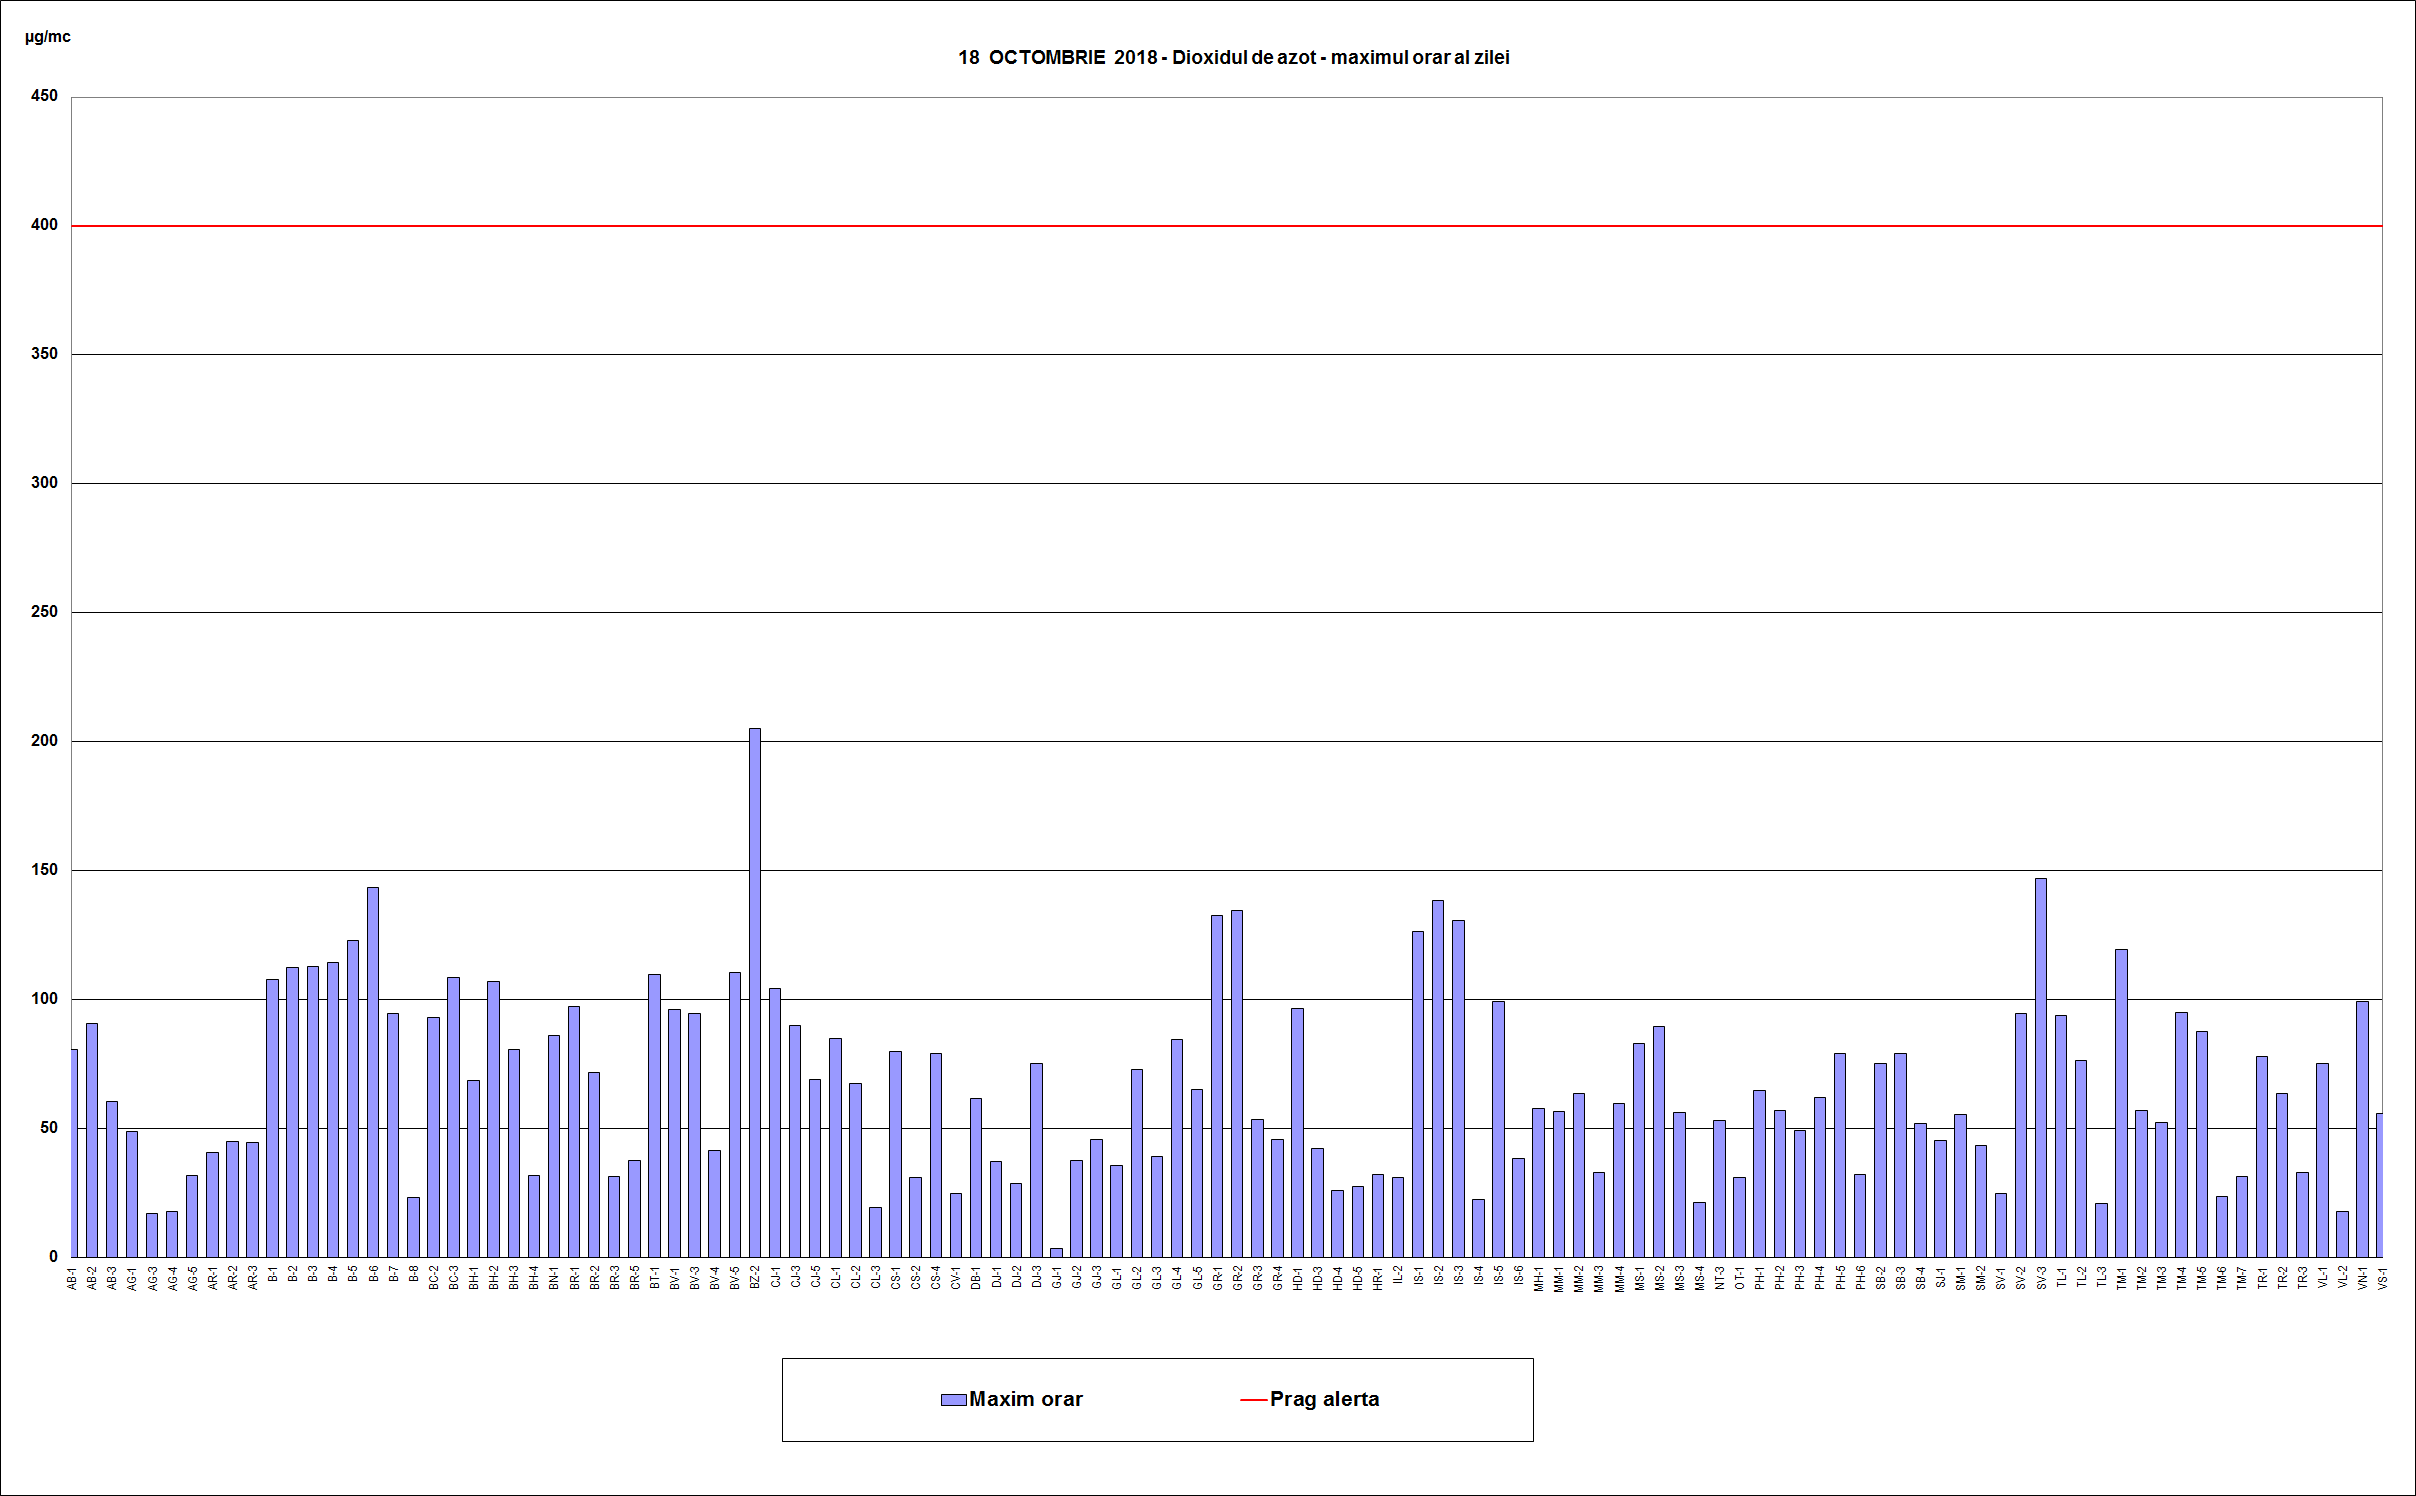 µg/mc
18 OCTOMBRIE 2018 - Dioxidul de azot - maximul orar al zilei
450
400
350
300
250
200
150
100
50
0
AB-1 AB-2 AB-3 AG-1 AG-3 AG-4 AG-5 AR-1 AR-2 AR-3 B-1 B-2 B-3 B-4 B-5 B-6 B-7 B-8 BC-2 BC-3 BH-1 BH-2 BH-3 BH-4 BN-1 BR-1 BR-2 BR-3 BR-5 BT-1 BV-1 BV-3 BV-4 BV-5 BZ-2 CJ-1 CJ-3 CJ-5 CL-1 CL-2 CL-3 CS-1 CS-2 CS-4 CV-1 DB-1 DJ-1 DJ-2 DJ-3 GJ-1 GJ-2 GJ-3 GL-1 GL-2 GL-3 GL-4 GL-5 GR-1 GR-2 GR-3 GR-4 HD-1 HD-3 HD-4 HD-5 HR-1 IL-2 IS-1 IS-2 IS-3 IS-4 IS-5 IS-6 MH-1 MM-1 MM-2 MM-3 MM-4 MS-1 MS-2 MS-3 MS-4 NT-3 OT-1 PH-1 PH-2 PH-3 PH-4 PH-5 PH-6 SB-2 SB-3 SB-4 SJ-1 SM-1 SM-2 SV-1 SV-2 SV-3 TL-1 TL-2 TL-3 TM-1 TM-2 TM-3 TM-4 TM-5 TM-6 TM-7 TR-1 TR-2 TR-3 VL-1 VL-2 VN-1 VS-1
Maxim orar Prag alerta